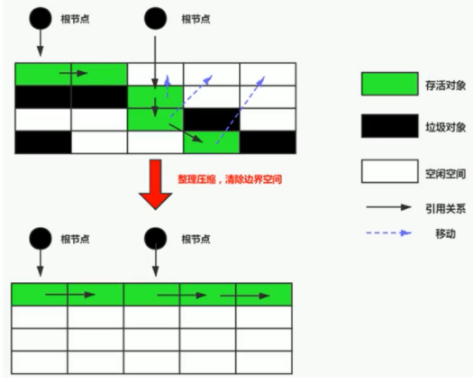 根节点
根节点
存活对象
垃圾对象
空闲空间
引用关系
移动
整理压缩，清除边界空间
根节点
根节点